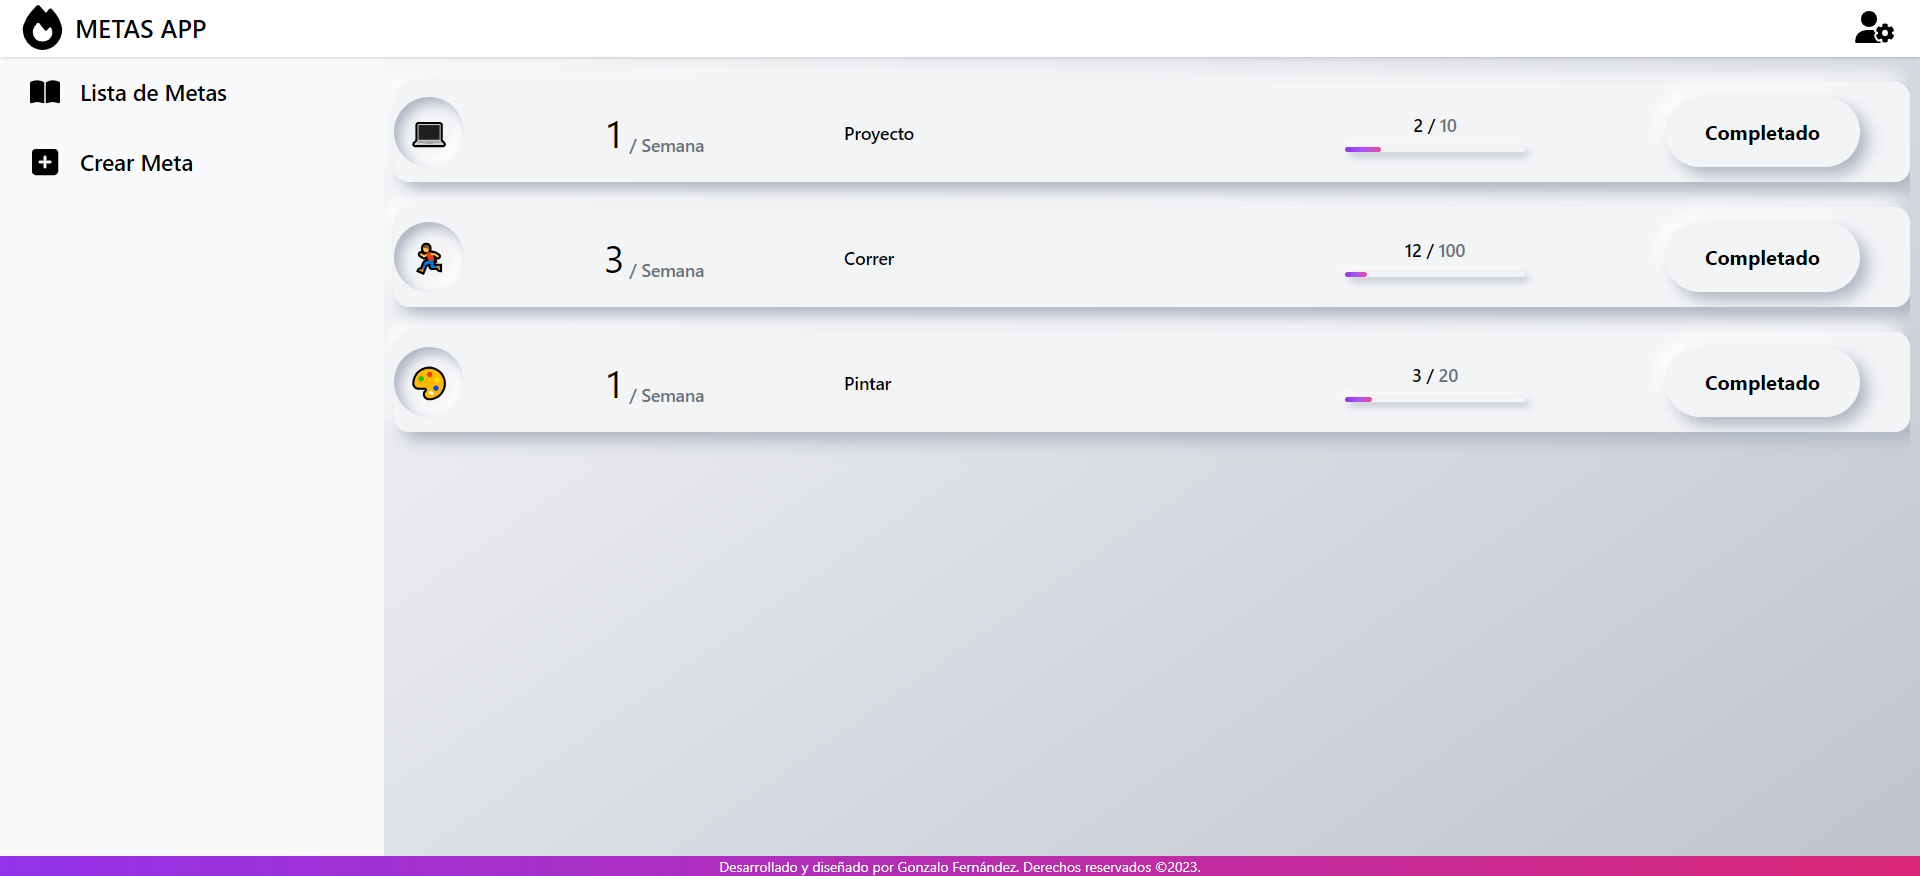 METAS APP
Lista de Metas
Crear Meta
1 / Semana Proyecto 2 / 10 Completado
3 / Semana Correr 12 / 100 Completado
1 / Semana Pintar 3 / 20 Completado
Desarrollado y diseñado por Gonzalo Fernández. Derechos reservados ©2023.